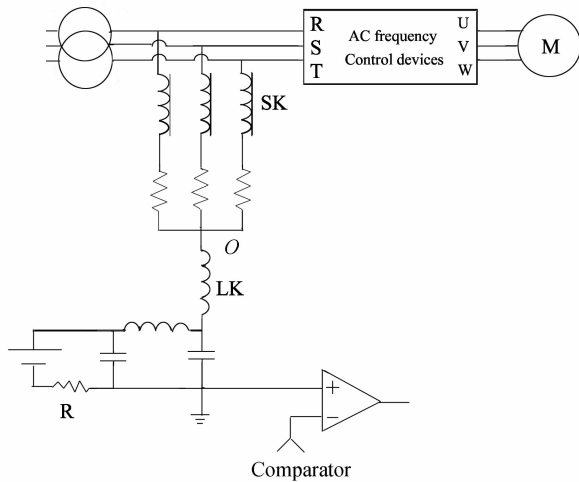 R
S
T
AC frequency
Control devices
U
V
W
M
SK
O
LK
R
+
−
Comparator